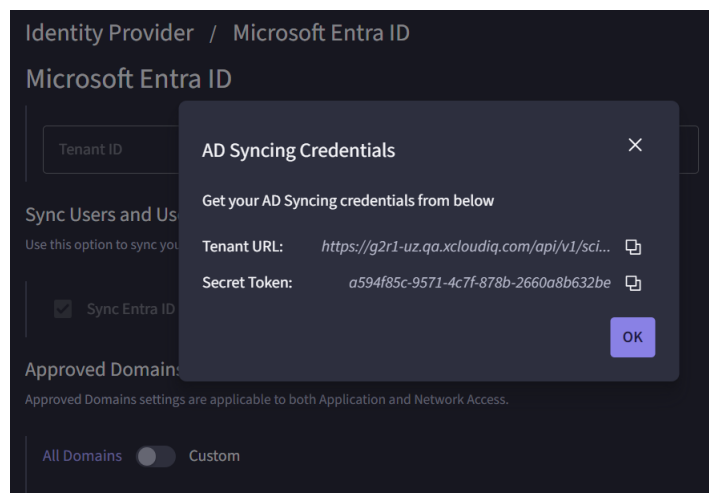 Identity Provider / Microsoft Entra ID
Microsoft Entra ID
Tenant ID
AD Syncing Credentials
Get your AD Syncing credentials from below
Tenant URL: https://g2r1-uz.qa.xcloudiq.com/api/v1/sci...
Secret Token: a594f85c-9571-4c7f-878b-2660a8b632be
OK
Sync Users and Us
Use this option to sync you
Sync Entra ID
Approved Domains
Approved Domains settings are applicable to both Application and Network Access.
All Domains Custom